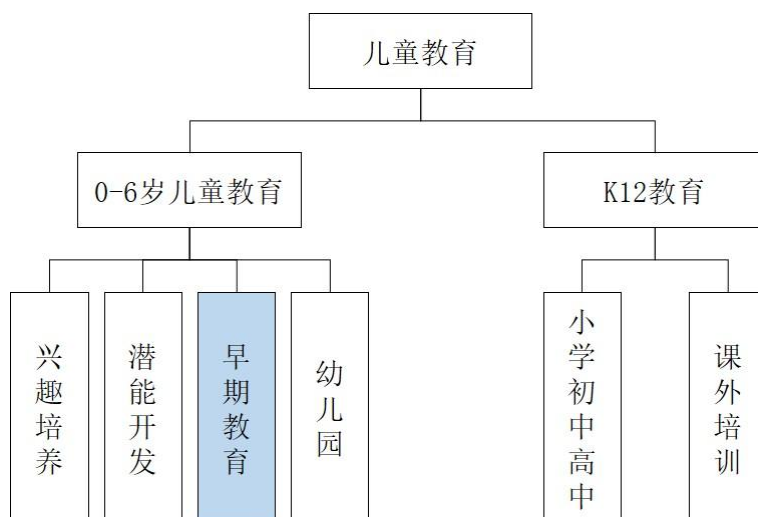 儿童教育
0-6岁儿童教育
K12教育
兴趣培养
潜能开发
早期教育
幼儿园
小学初中高中
课外培训